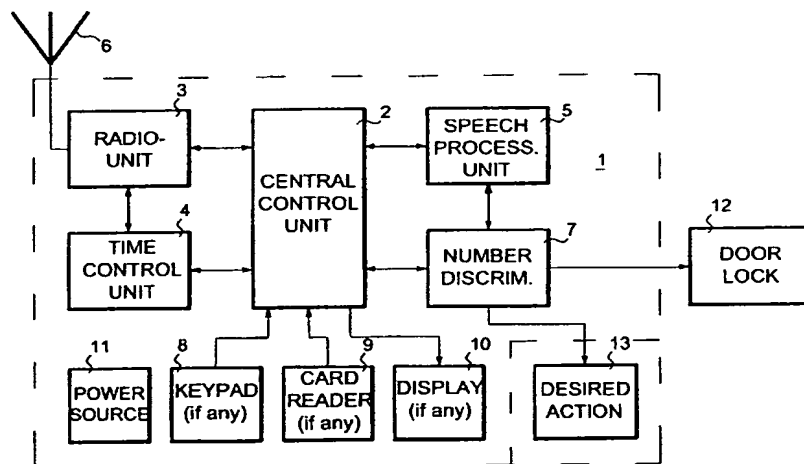 6
3
RADIO-
UNIT
2
CENTRAL
CONTROL
UNIT
5
SPEECH
PROCESS.
UNIT
1
4
TIME
CONTROL
UNIT
7
NUMBER
DISCRIM.
12
DOOR
LOCK
11
POWER
SOURCE
8
KEYPAD
(if any)
9
CARD
READER
(if any)
10
DISPLAY
(if any)
13
DESIRED
ACTION